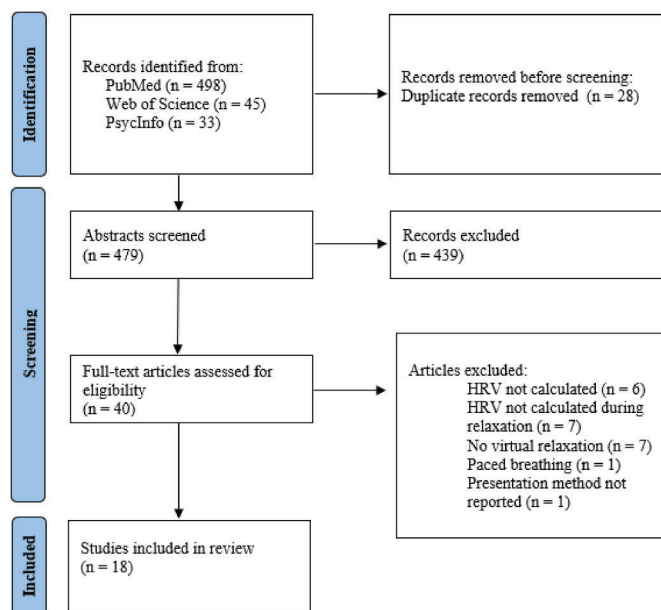 Identification
Records identified from:
PubMed (n = 498)
Web of Science (n = 45)
PsycInfo (n = 33)
Records removed before screening:
Duplicate records removed (n = 28)
Screening
Abstracts screened
(n = 479)
Records excluded
(n = 439)
Full-text articles assessed for
eligibility
(n = 40)
Articles excluded:
HRV not calculated (n = 6)
HRV not calculated during
relaxation (n = 7)
No virtual relaxation (n = 7)
Paced breathing (n = 1)
Presentation method not
reported (n = 1)
Included
Studies included in review
(n = 18)